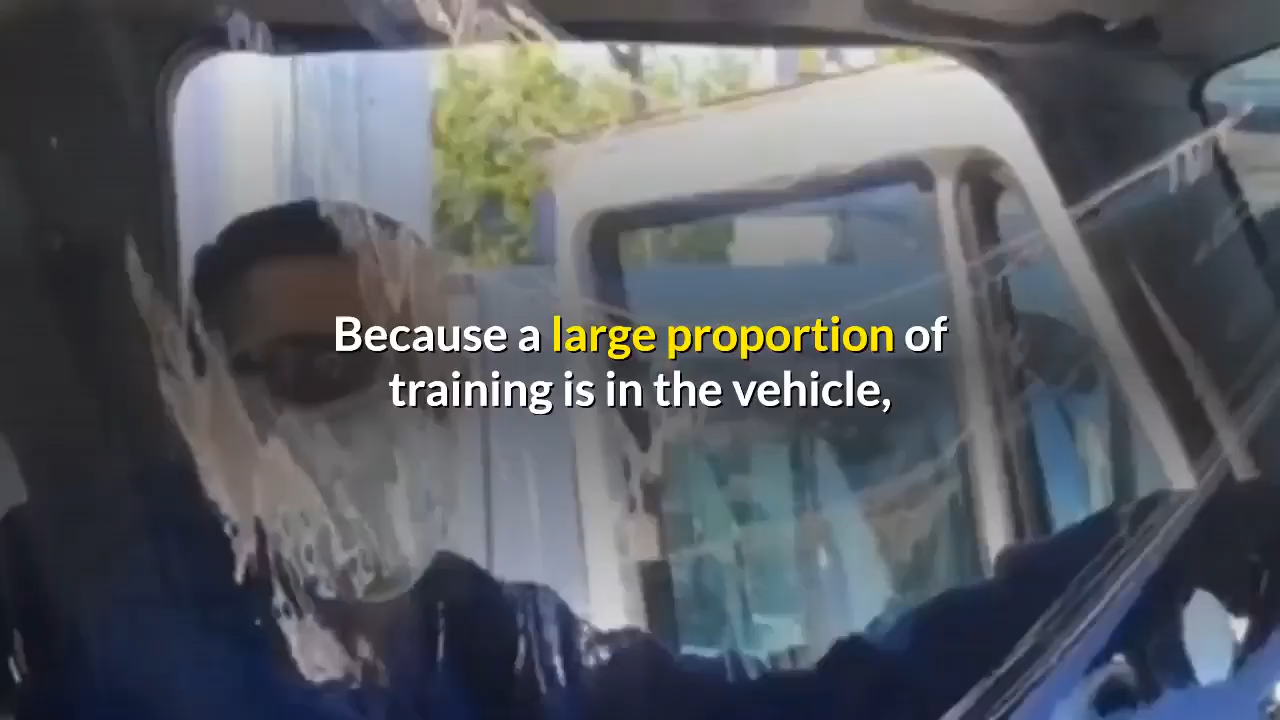 Because a large proportion of
training is in the vehicle,